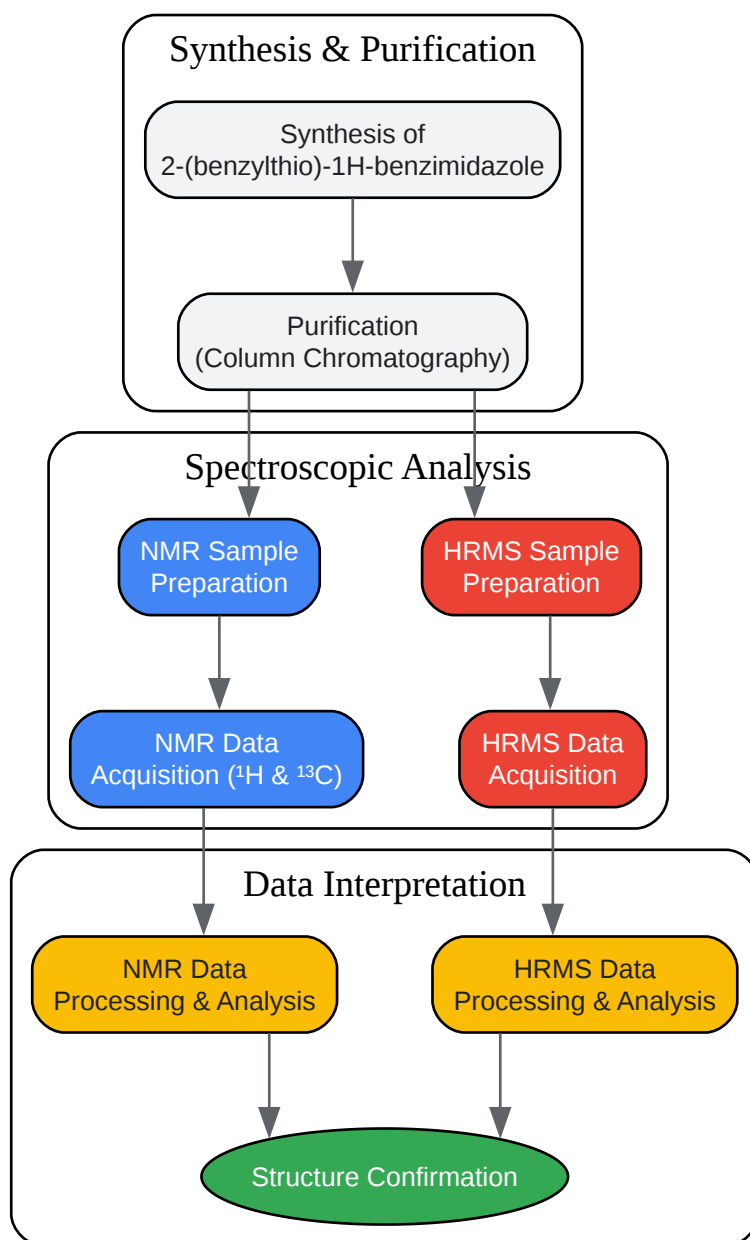 Synthesis & Purification
Synthesis of
2-(benzylthio)-1H-benzimidazole
Purification
(Column Chromatography)
Spectroscopic Analysis
NMR Sample
Preparation
HRMS Sample
Preparation
NMR Data
Acquisition (¹H & ¹³C)
HRMS Data
Acquisition
Data Interpretation
NMR Data
Processing & Analysis
HRMS Data
Processing & Analysis
Structure Confirmation